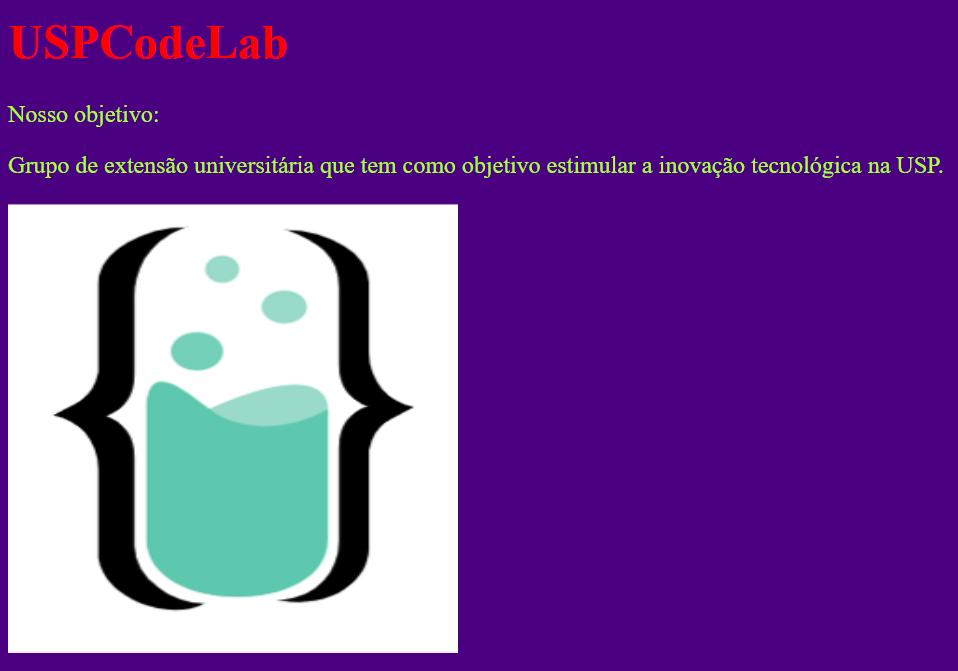 USPCodeLab
Nosso objetivo:
Grupo de extensão universitária que tem como objetivo estimular a inovação tecnológica na USP.